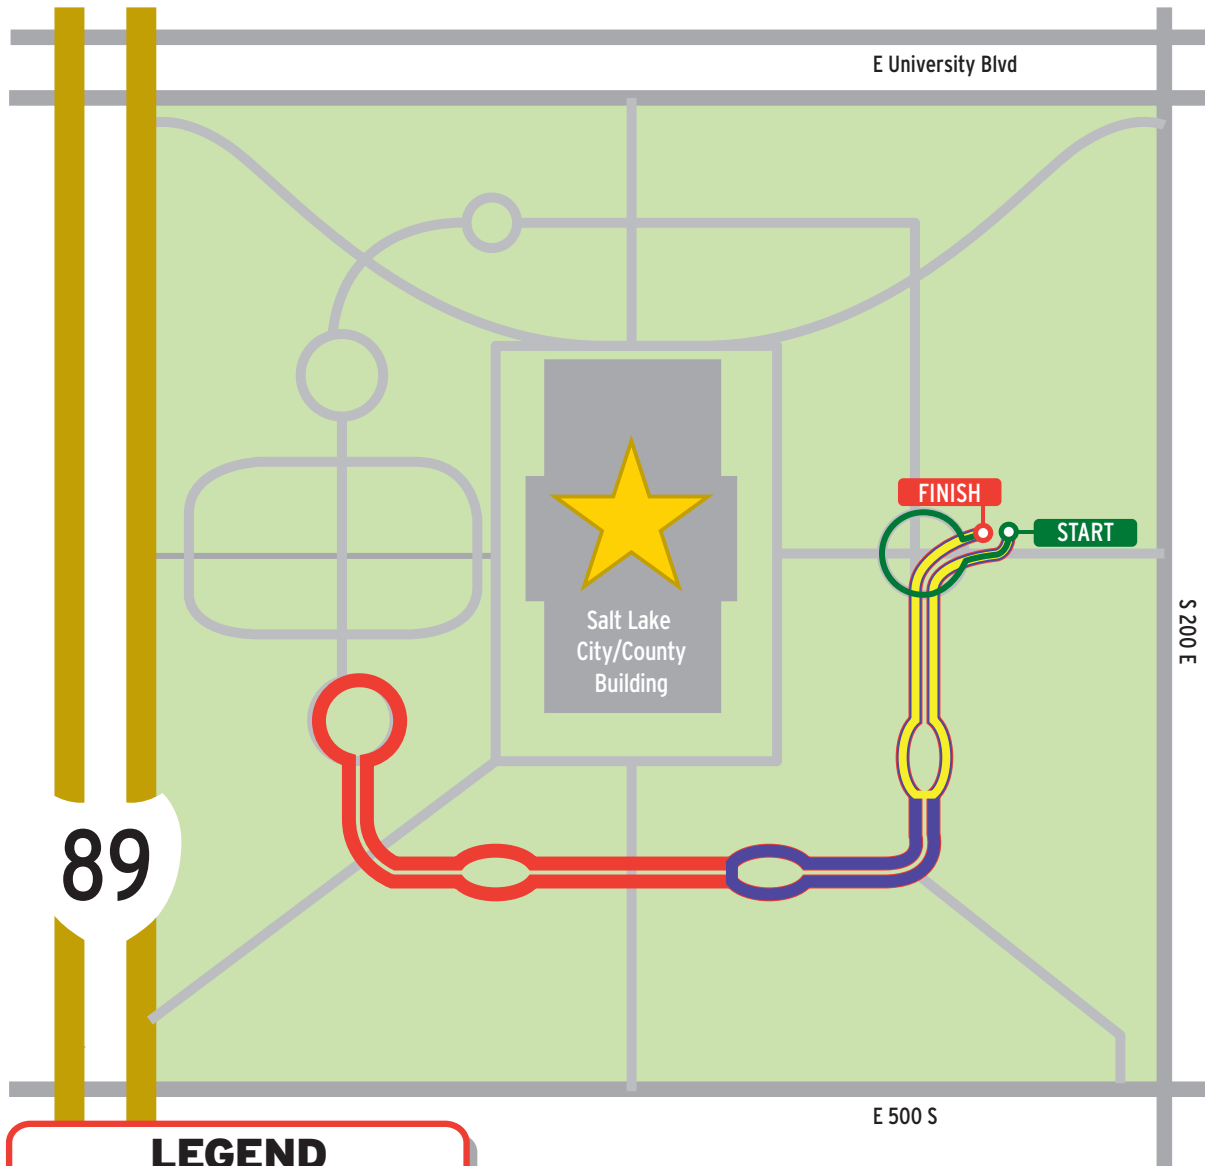 E University Blvd
FINISH
START
Salt Lake
City/County
Building
S 200 E
89
E 500 S
LEGEND